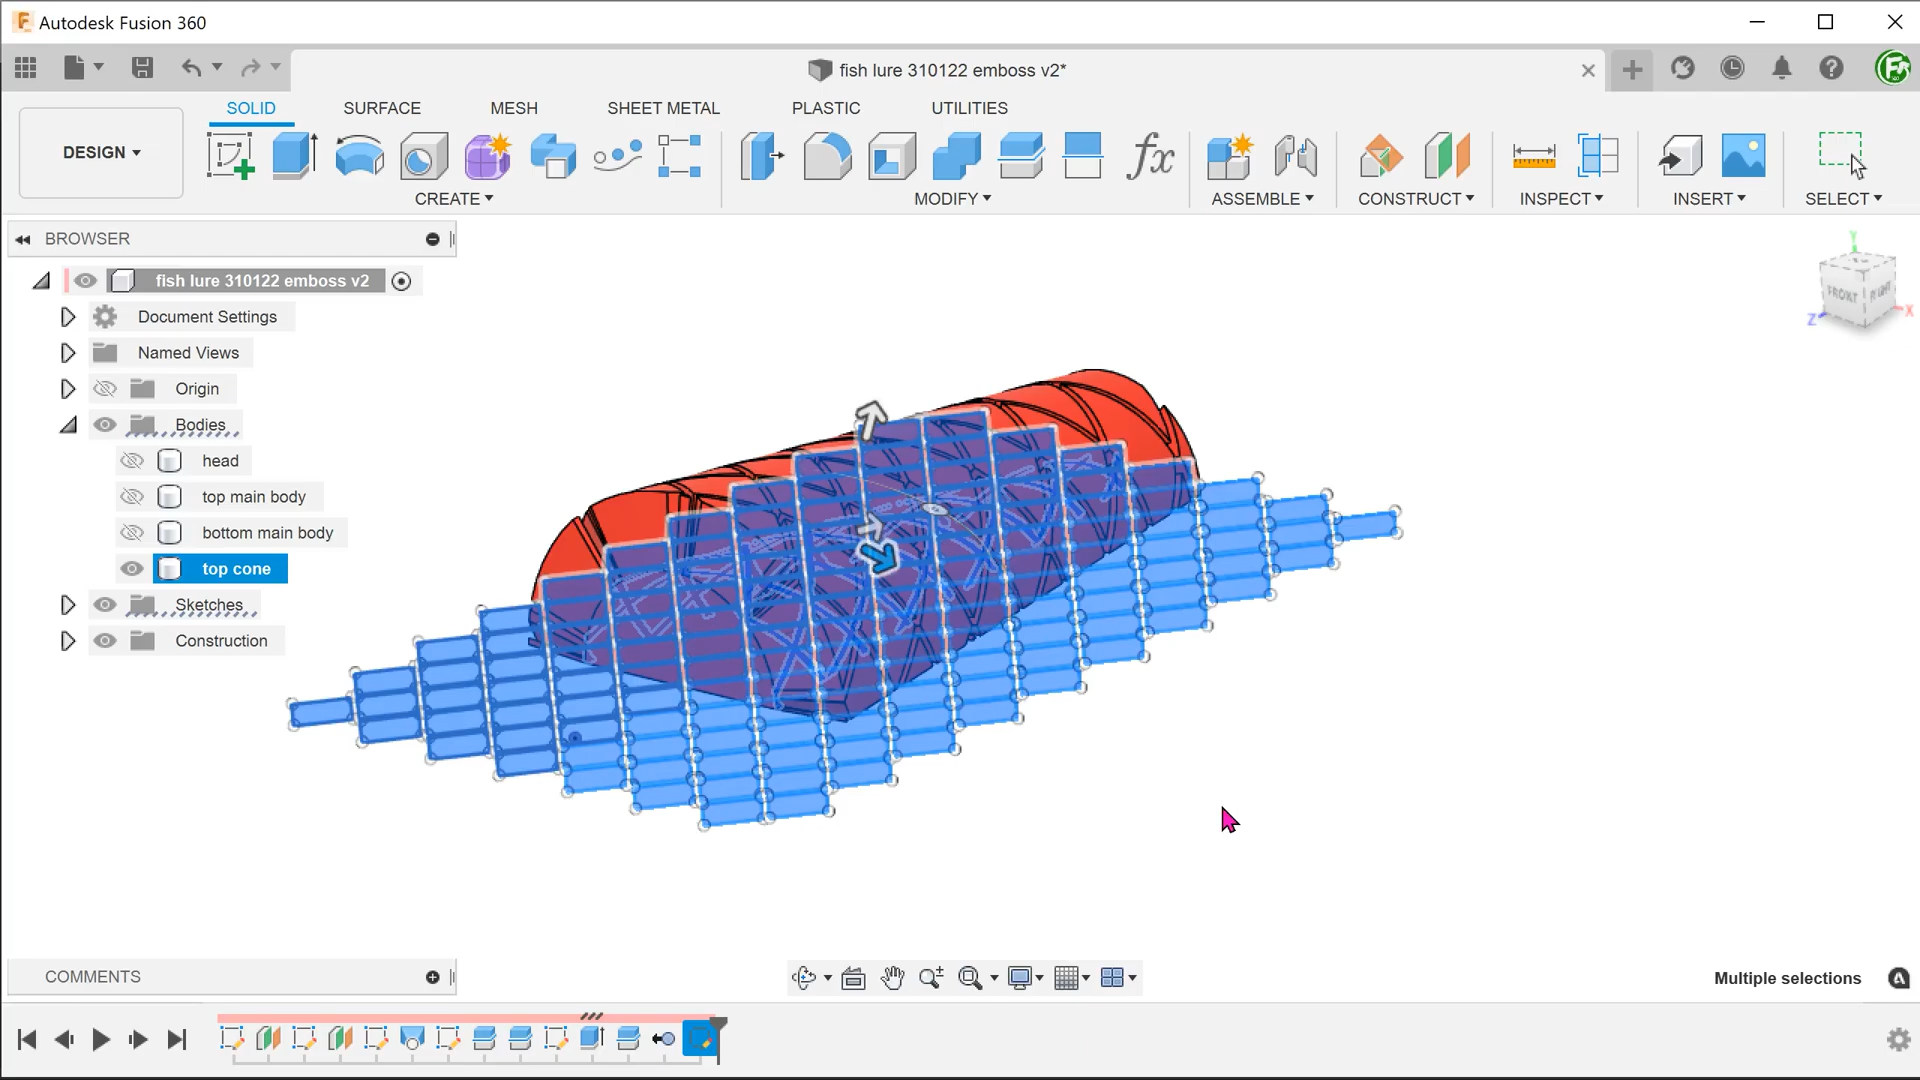 Autodesk Fusion 360
fish lure 310122 emboss v2*
SOLID SURFACE MESH SHEET METAL PLASTIC UTILITIES
DESIGN
CREATE MODIFY ASSEMBLE CONSTRUCT INSPECT INSERT SELECT
BROWSER
fish lure 310122 emboss v2
Document Settings
Named Views
Origin
Bodies
head
top main body
bottom main body
top cone
Sketches
Construction
Y
FRONT RIGHT
Z X
COMMENTS
Multiple selections